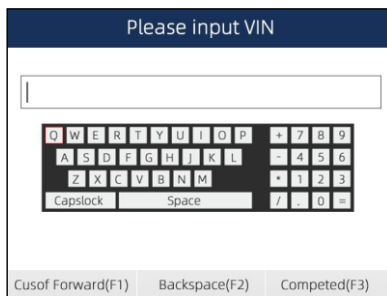 Please input VIN
Q W E R T Y U I O P + 7 8 9
A S D F G H J K L - 4 5 6
Z X C V B N M * 1 2 3
Capslock Space / . 0 =
Cusof Forward(F1) Backspace(F2) Competed(F3)